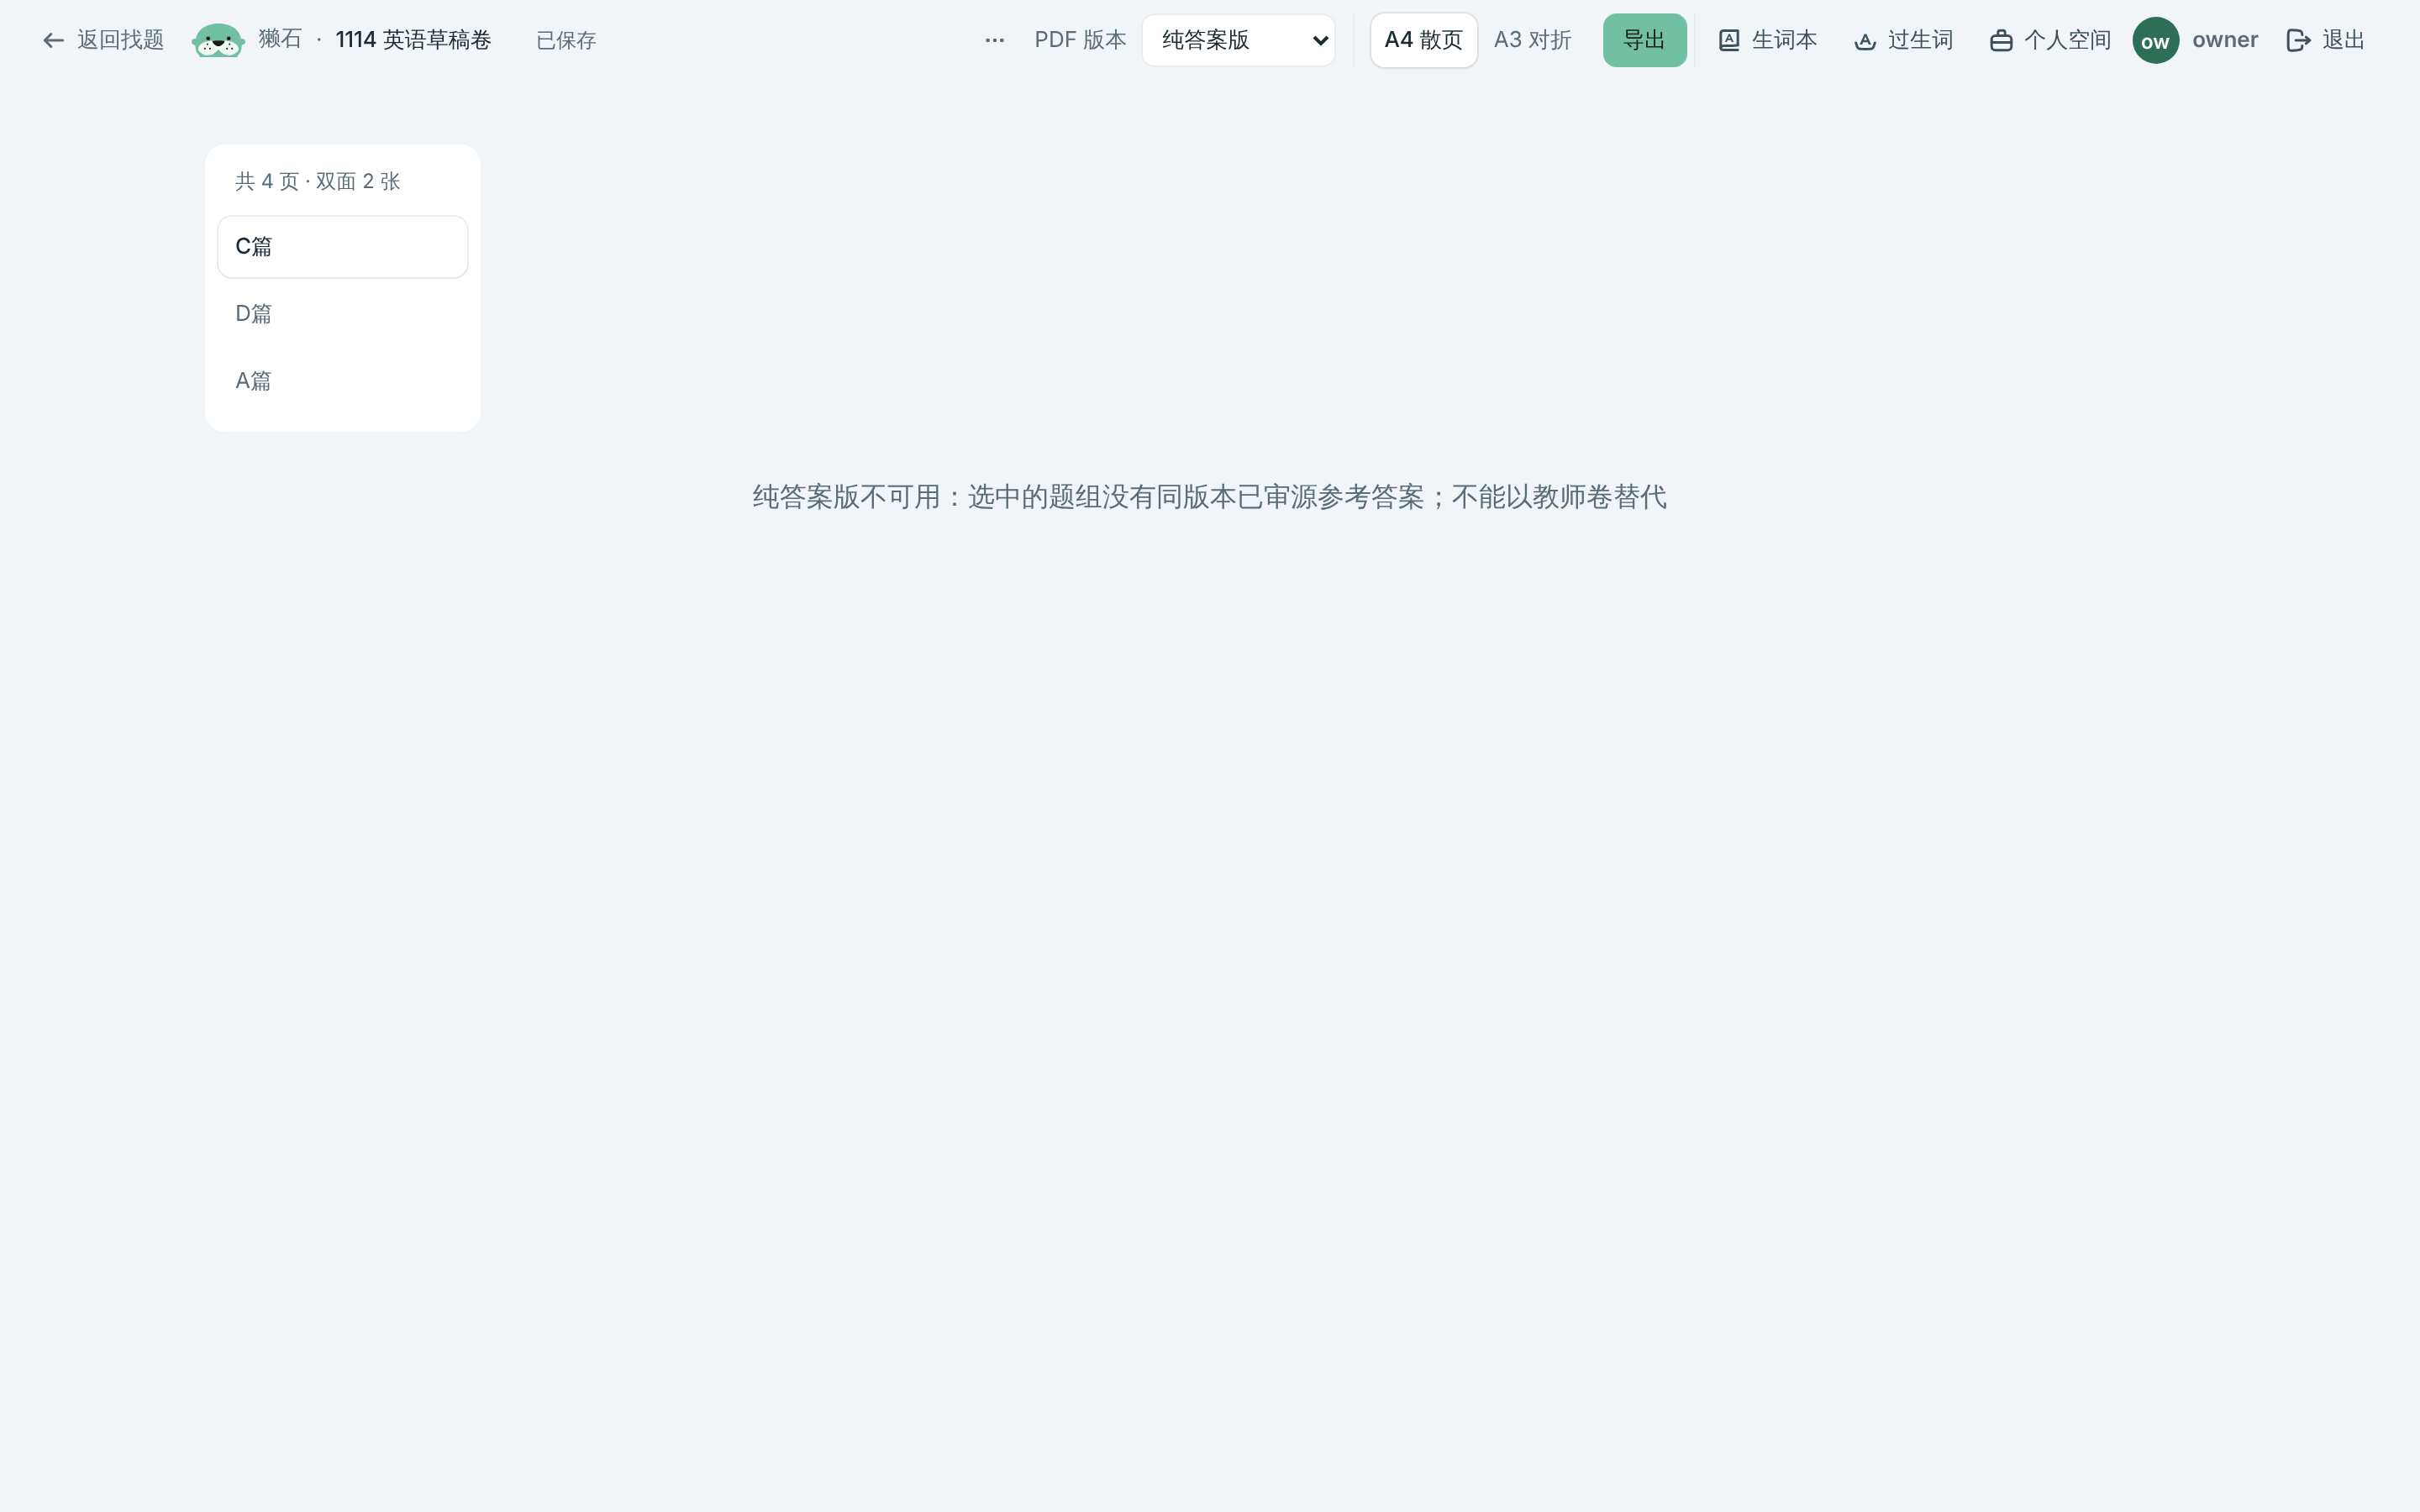 返回找题 獭石 · 1114 英语草稿卷 已保存 ··· PDF 版本 纯答案版 A4 散页 A3 对折 导出 生词本 过生词 个人空间 ow owner 退出
共 4 页 · 双面 2 张
C篇
D篇
A篇
纯答案版不可用：选中的题组没有同版本已审源参考答案；不能以教师卷替代